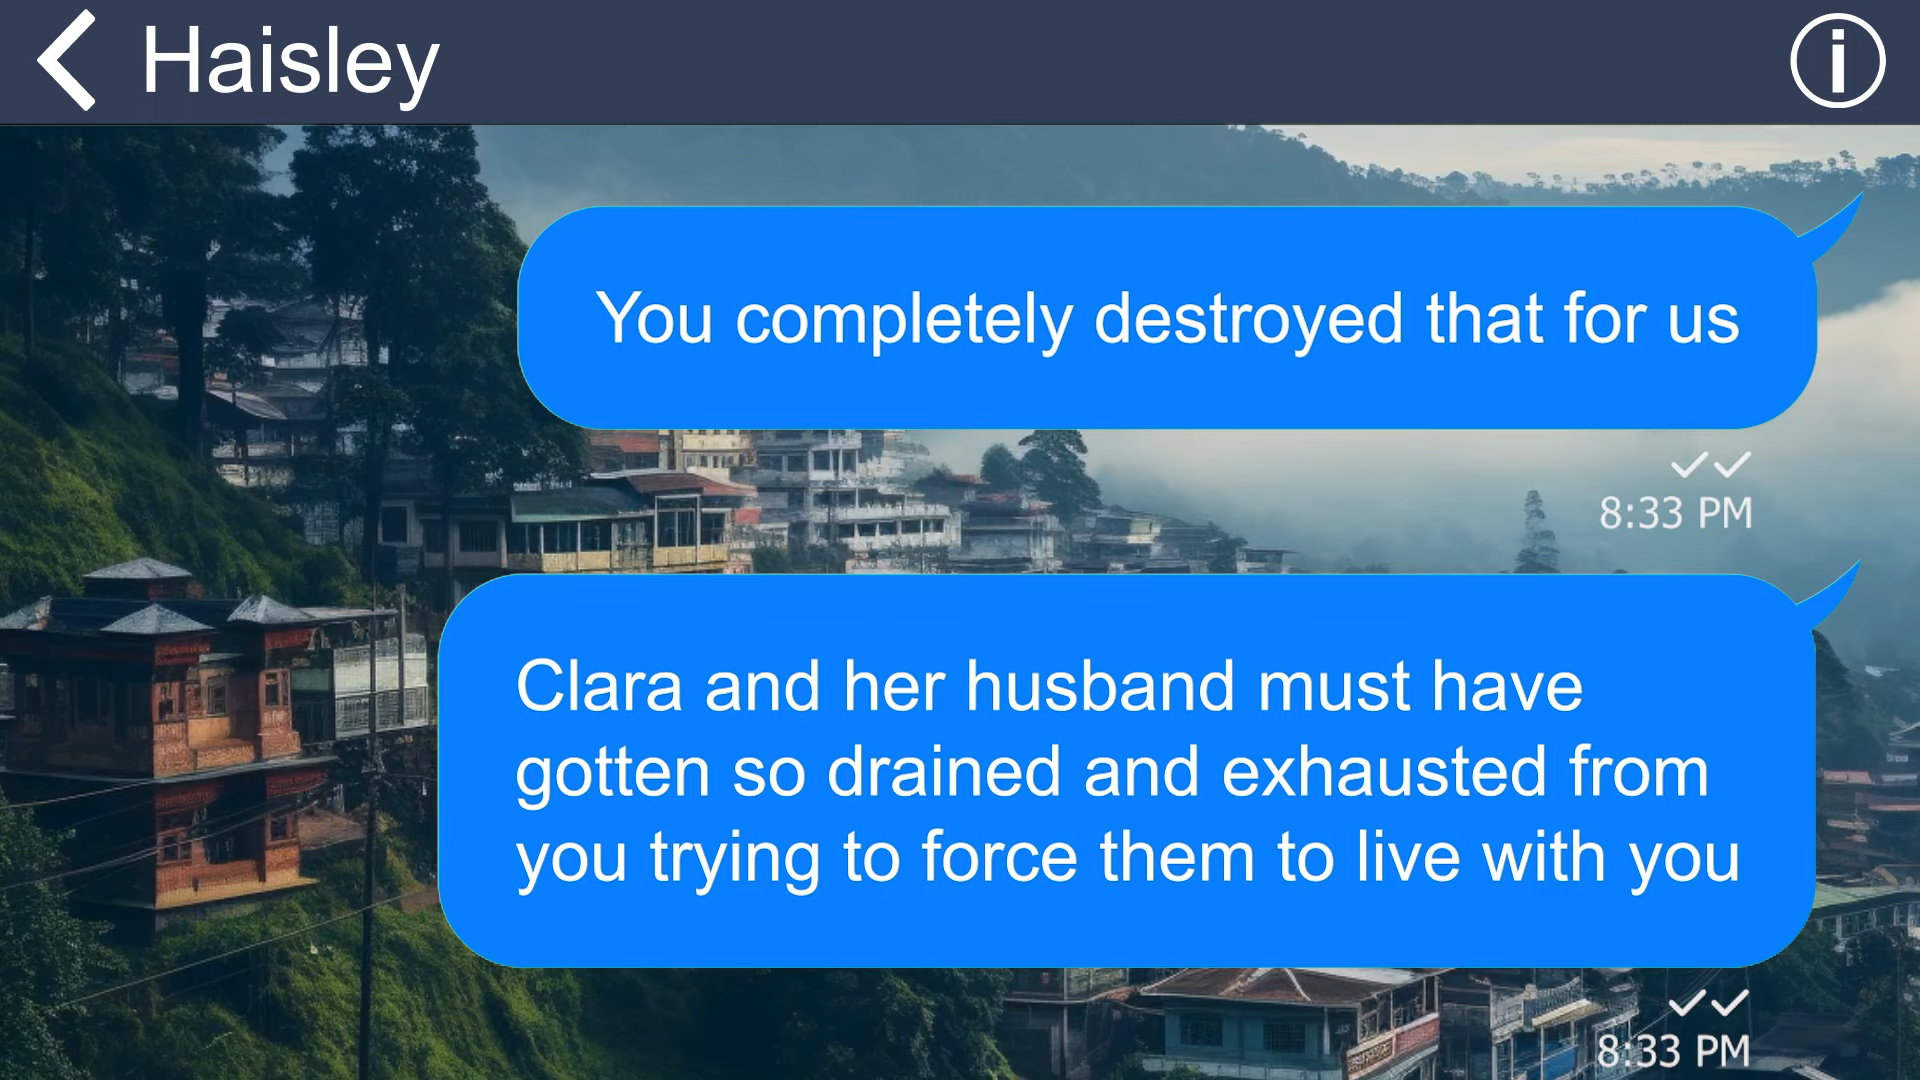 Haisley
You completely destroyed that for us
8:33 PM
Clara and her husband must have
gotten so drained and exhausted from
you trying to force them to live with you
8:33 PM